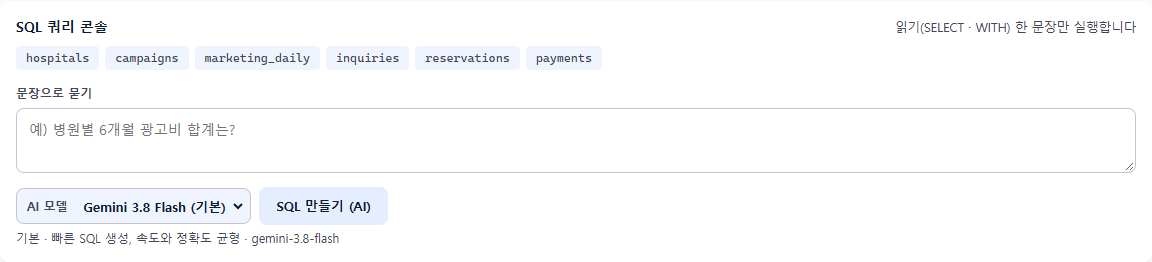 SQL 쿼리 콘솔
읽기(SELECT · WITH) 한 문장만 실행합니다
hospitals campaigns marketing_daily inquiries reservations payments
문장으로 묻기
예) 병원별 6개월 광고비 합계는?
AI 모델 Gemini 3.8 Flash (기본) SQL 만들기 (AI)
기본 · 빠른 SQL 생성, 속도와 정확도 균형 · gemini-3.8-flash